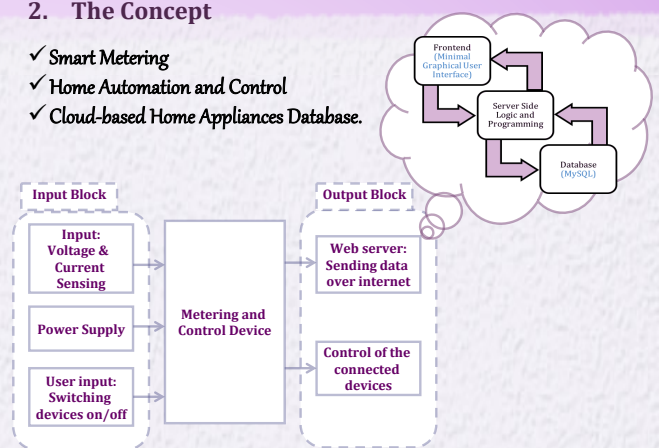 2. The Concept
✓ Smart Metering
✓ Home Automation and Control
✓ Cloud-based Home Appliances Database.
Frontend
(Minimal
Graphical User
Interface)
Server Side
Logic and
Programming
Database
(MySQL)
Input Block
Input:
Voltage &
Current
Sensing
Power Supply
User input:
Switching
devices on/off
Metering and
Control Device
Output Block
Web server:
Sending data
over internet
Control of the
connected
devices